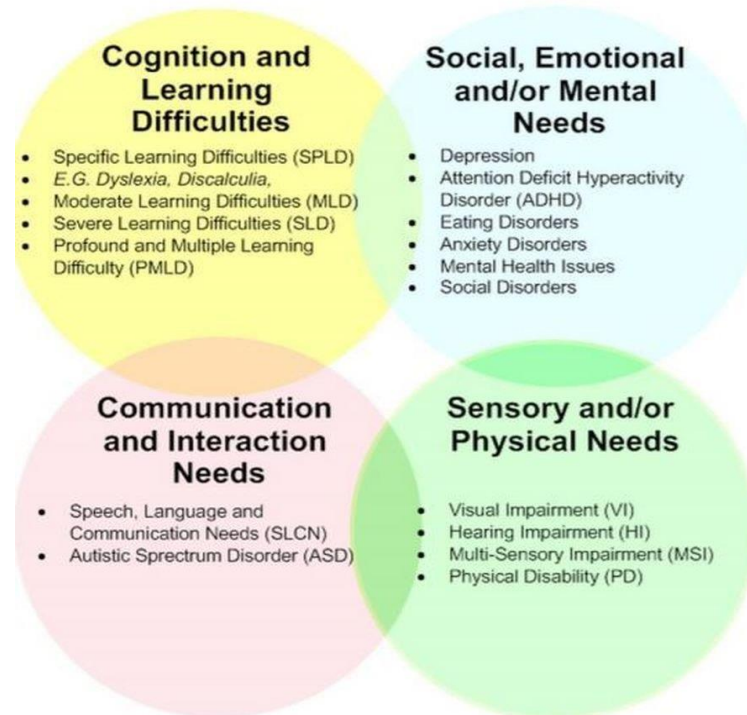 Cognition and
Learning
Difficulties
• Specific Learning Difficulties (SPLD)
• E.G. Dyslexia, Discalculia,
• Moderate Learning Difficulties (MLD)
• Severe Learning Difficulties (SLD)
• Profound and Multiple Learning
Difficulty (PMLD)
Social, Emotional
and/or Mental
Needs
• Depression
• Attention Deficit Hyperactivity
Disorder (ADHD)
• Eating Disorders
• Anxiety Disorders
• Mental Health Issues
• Social Disorders
Communication
and Interaction
Needs
• Speech, Language and
Communication Needs (SLCN)
• Autistic Sprectrum Disorder (ASD)
Sensory and/or
Physical Needs
• Visual Impairment (VI)
• Hearing Impairment (HI)
• Multi-Sensory Impairment (MSI)
• Physical Disability (PD)